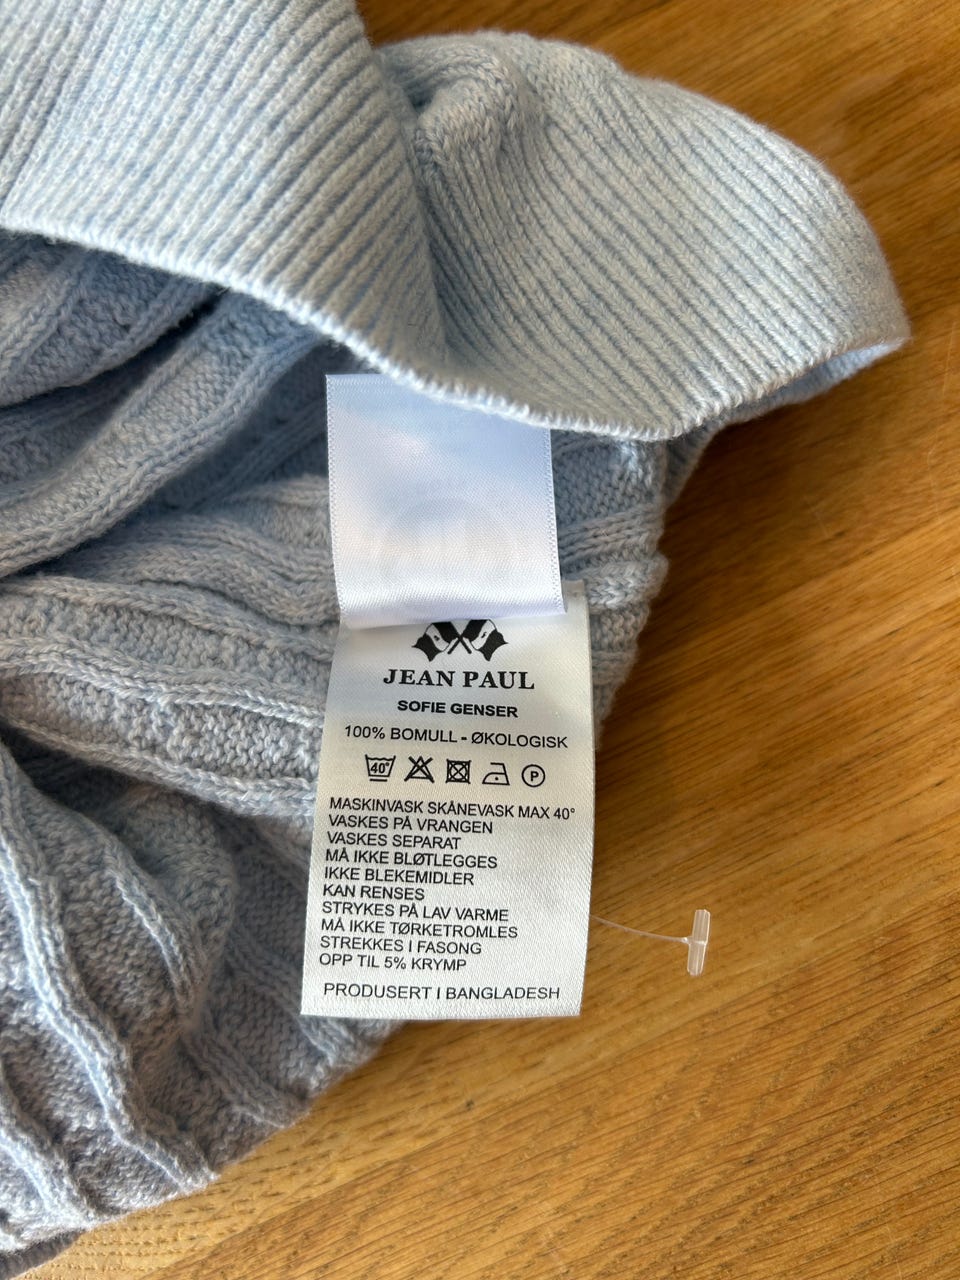 JEAN PAUL
SOFIE GENSER
100% BOMULL - ØKOLOGISK
40°
P
MASKINVASK SKÅNEVASK MAX 40°
VASKES PÅ VRANGEN
VASKES SEPARAT
MÅ IKKE BLØTLEGGES
IKKE BLEKEMIDLER
KAN RENSES
STRYKES PÅ LAV VARME
MÅ IKKE TØRKETROMLES
STREKKES I FASONG
OPP TIL 5% KRYMP
PRODUSERT I BANGLADESH